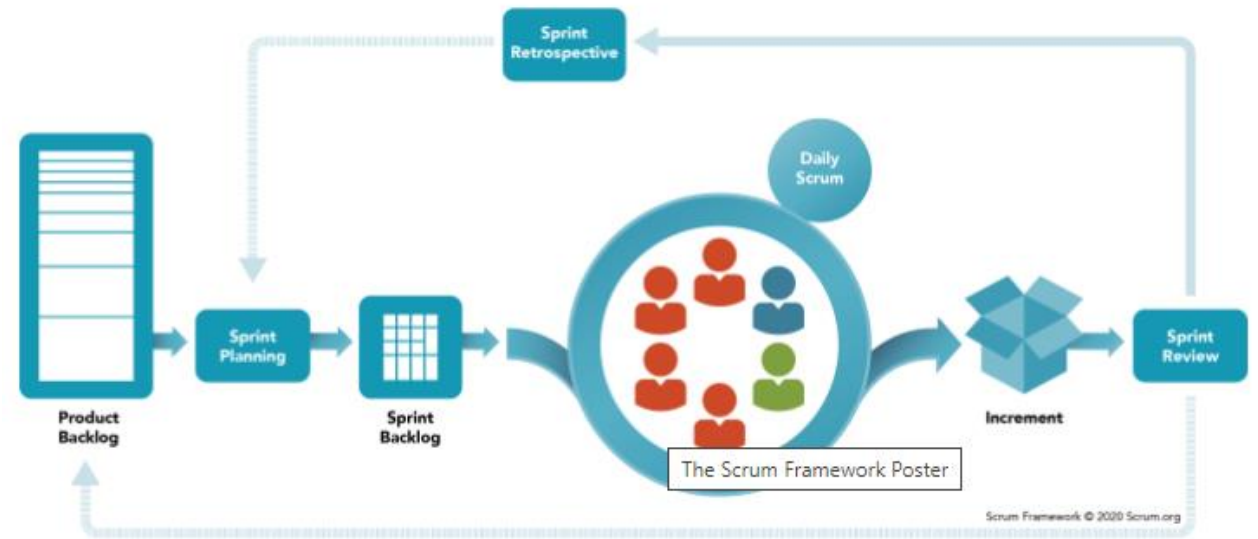 Sprint
Retrospective
Daily
Scrum
Sprint
Planning
Sprint
Review
Product
Backlog
Sprint
Backlog
Increment
The Scrum Framework Poster
Scrum Framework © 2020 Scrum.org